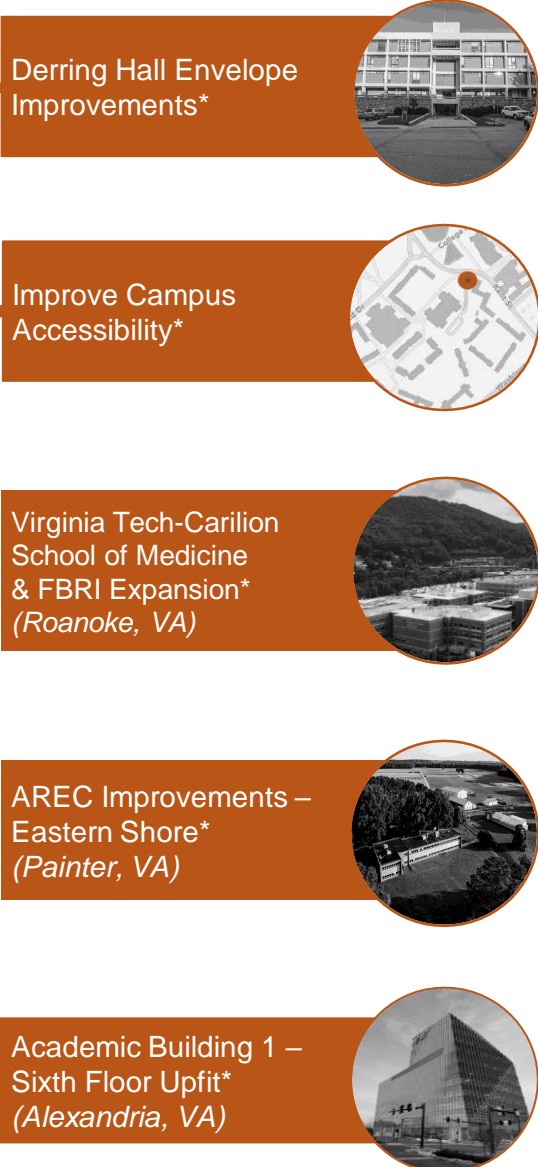 Derring Hall Envelope
Improvements*
Improve Campus
Accessibility*
College
Virginia Tech-Carilion
School of Medicine
& FBRI Expansion*
(Roanoke, VA)
AREC Improvements –
Eastern Shore*
(Painter, VA)
Academic Building 1 –
Sixth Floor Upfit*
(Alexandria, VA)